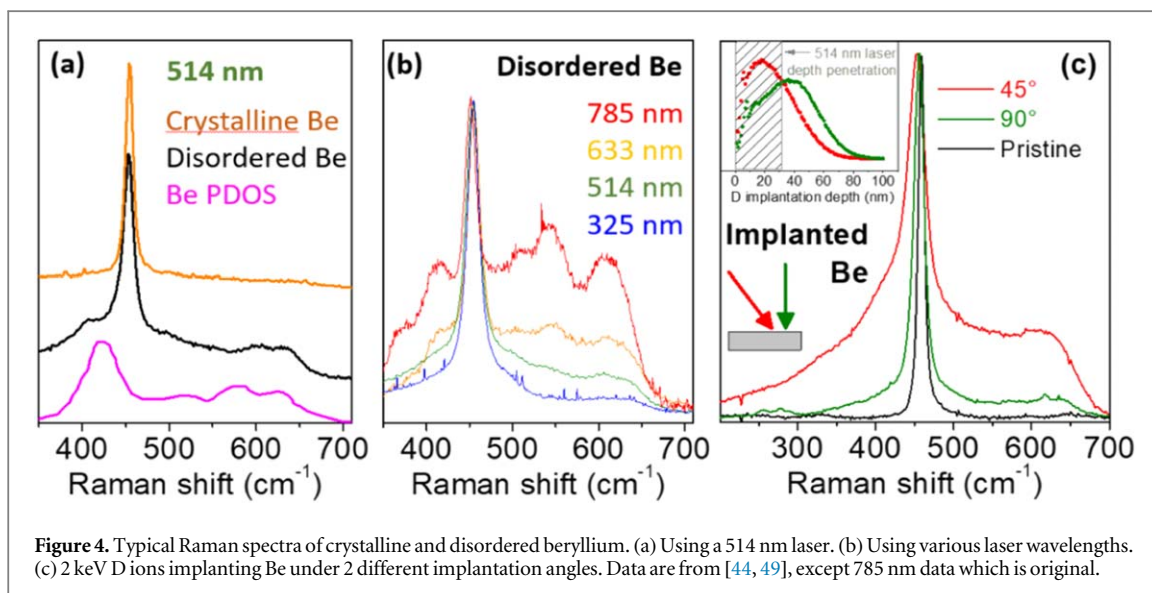 (a)
514 nm
Crystalline Be
Disordered Be
Be PDOS
400 500 600 700
Raman shift (cm⁻¹)
(b)
Disordered Be
785 nm
633 nm
514 nm
325 nm
400 500 600 700
Raman shift (cm⁻¹)
(c)
514 nm laser
depth penetration
0 20 40 60 80 100
D implantation depth (nm)
45°
90°
Pristine
Implanted
Be
300 400 500 600 700
Raman shift (cm⁻¹)
Figure 4. Typical Raman spectra of crystalline and disordered beryllium. (a) Using a 514 nm laser. (b) Using various laser wavelengths.
(c) 2 keV D ions implanting Be under 2 different implantation angles. Data are from [44, 49], except 785 nm data which is original.